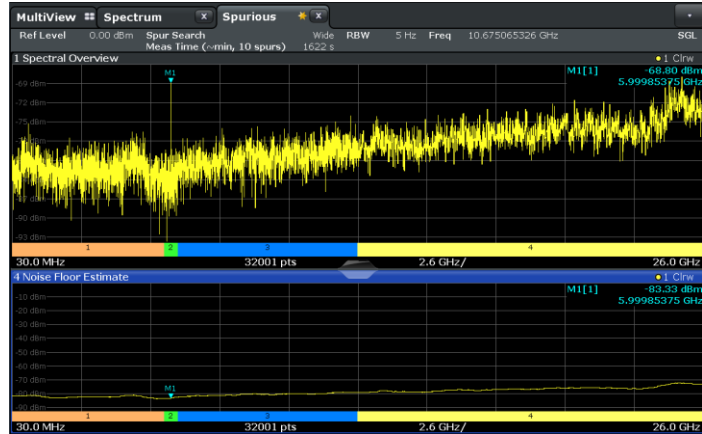 MultiView Spectrum X Spurious X
Ref Level 0.00 dBm Spur Search Wide RBW 5 Hz Freq 10.675065326 GHz SGL
Meas Time (~min, 10 spurs) 1622 s
1 Spectral Overview 1 Clrw
M1 M1[1] -68.80 dBm
5.99985375 GHz
-69 dBm
-72 dBm
-75 dBm
-90 dBm
-93 dBm
1 2 3 4
30.0 MHz 32001 pts 2.6 GHz/ 26.0 GHz
4 Noise Floor Estimate 1 Clrw
M1[1] -83.33 dBm
5.99985375 GHz
-10 dBm
-20 dBm
-30 dBm
-40 dBm
-50 dBm
-60 dBm
-70 dBm
M1
-80 dBm
-90 dBm
1 2 3 4
30.0 MHz 32001 pts 2.6 GHz/ 26.0 GHz